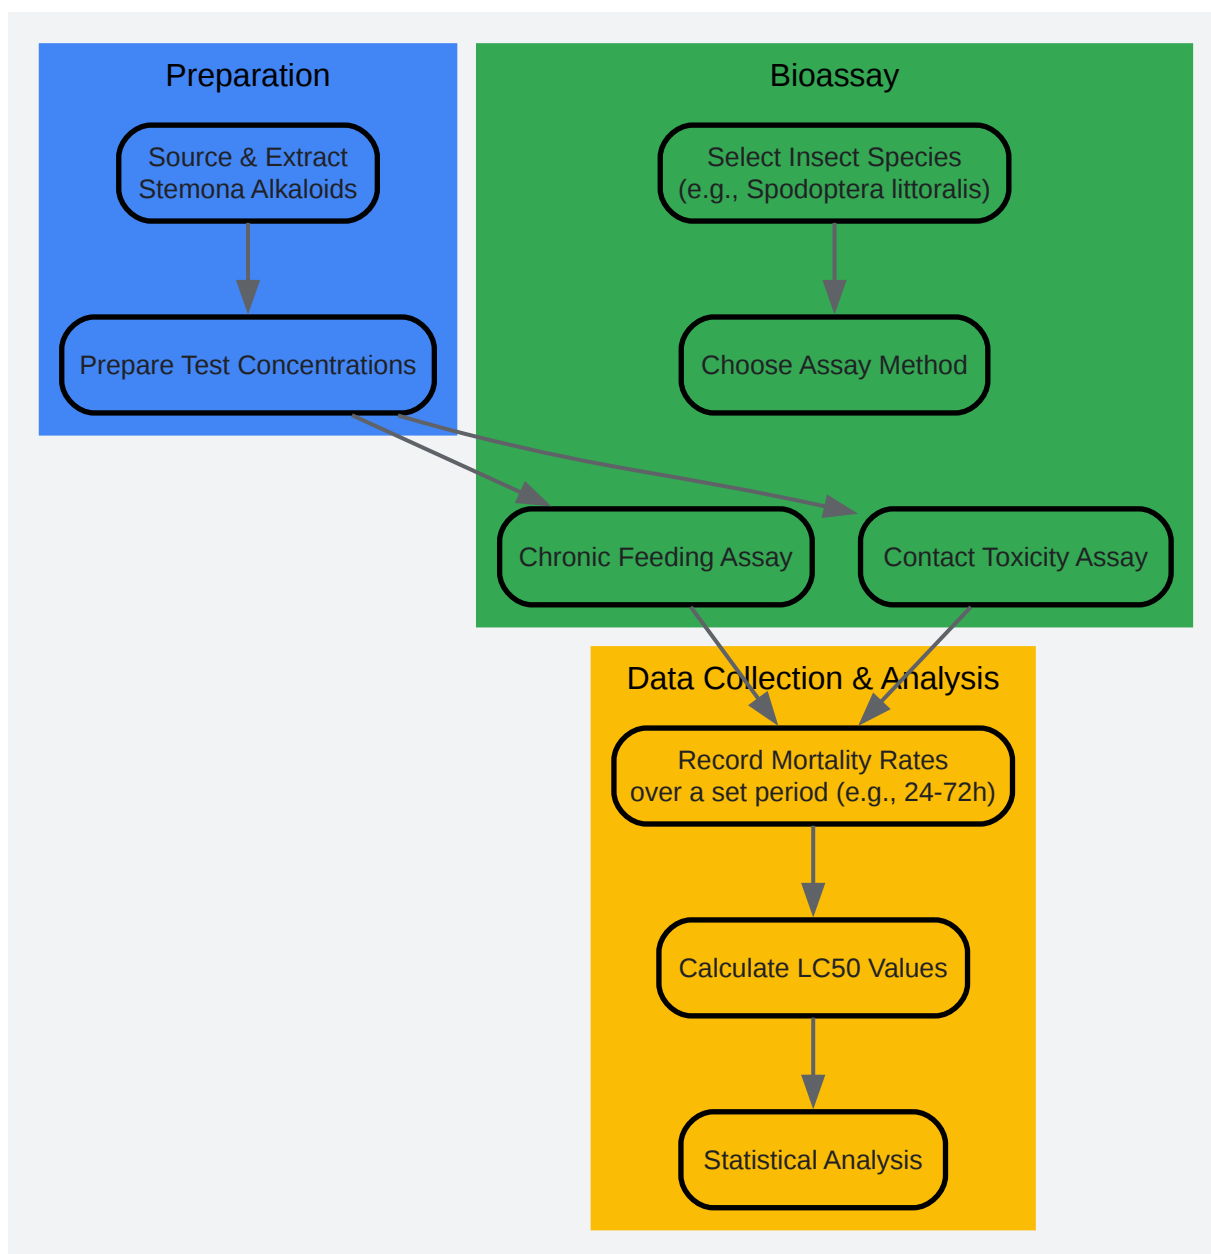 Preparation
Source & Extract
Stemona Alkaloids
Prepare Test Concentrations
Bioassay
Select Insect Species
(e.g., Spodoptera littoralis)
Choose Assay Method
Chronic Feeding Assay
Contact Toxicity Assay
Data Collection & Analysis
Record Mortality Rates
over a set period (e.g., 24-72h)
Calculate LC50 Values
Statistical Analysis